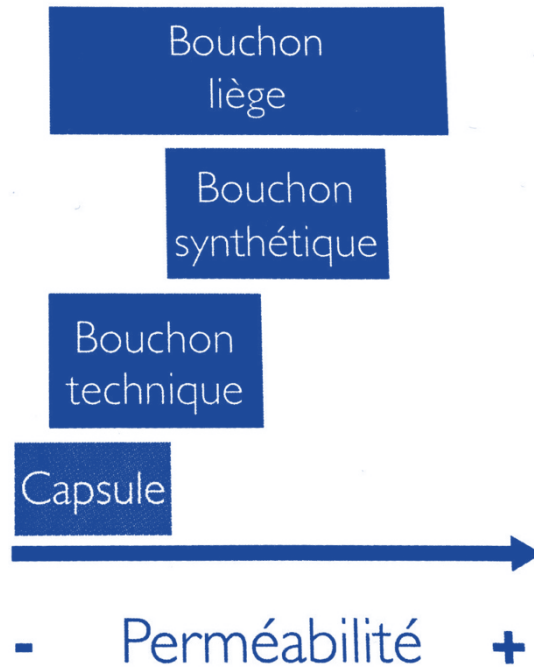 Bouchon
liège
Bouchon
synthétique
Bouchon
technique
Capsule
- Perméabilité +